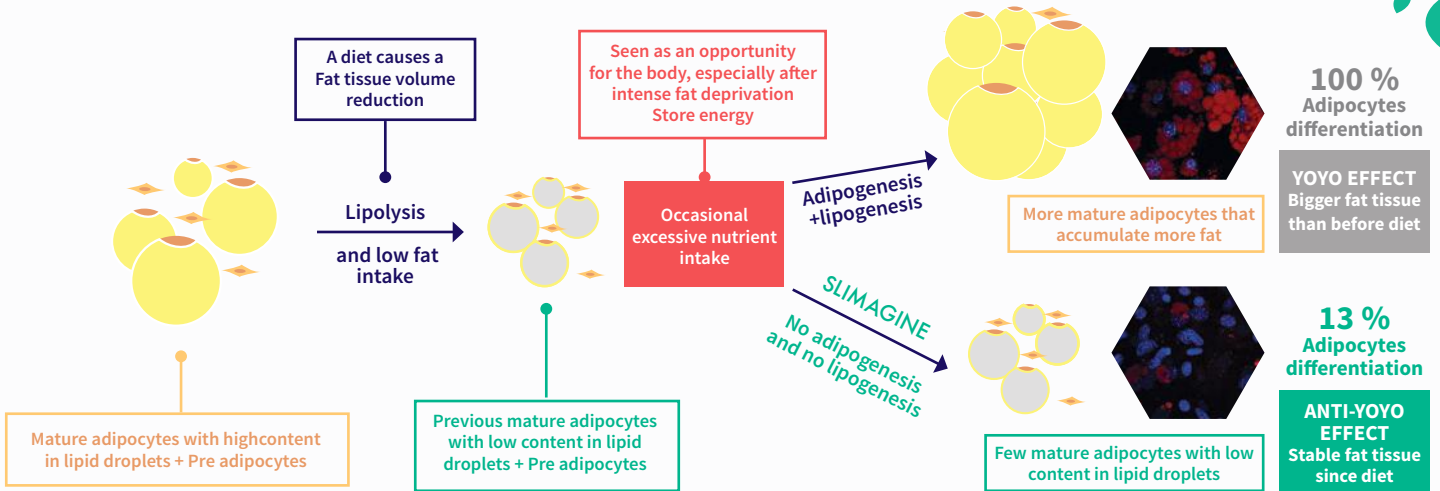 A diet causes a
Fat tissue volume
reduction
Seen as an opportunity
for the body, especially after
intense fat deprivation
Store energy
100 %
Adipocytes
differentiation
YOYO EFFECT
Bigger fat tissue
than before diet
Lipolysis
and low fat
intake
Occasional
excessive nutrient
intake
Adipogenesis
+lipogenesis
More mature adipocytes that
accumulate more fat
SLIMAGINE
No adipogenesis
and no lipogenesis
13 %
Adipocytes
differentiation
ANTI-YOYO
EFFECT
Stable fat tissue
since diet
Mature adipocytes with highcontent
in lipid droplets + Pre adipocytes
Previous mature adipocytes
with low content in lipid
droplets + Pre adipocytes
Few mature adipocytes with low
content in lipid droplets